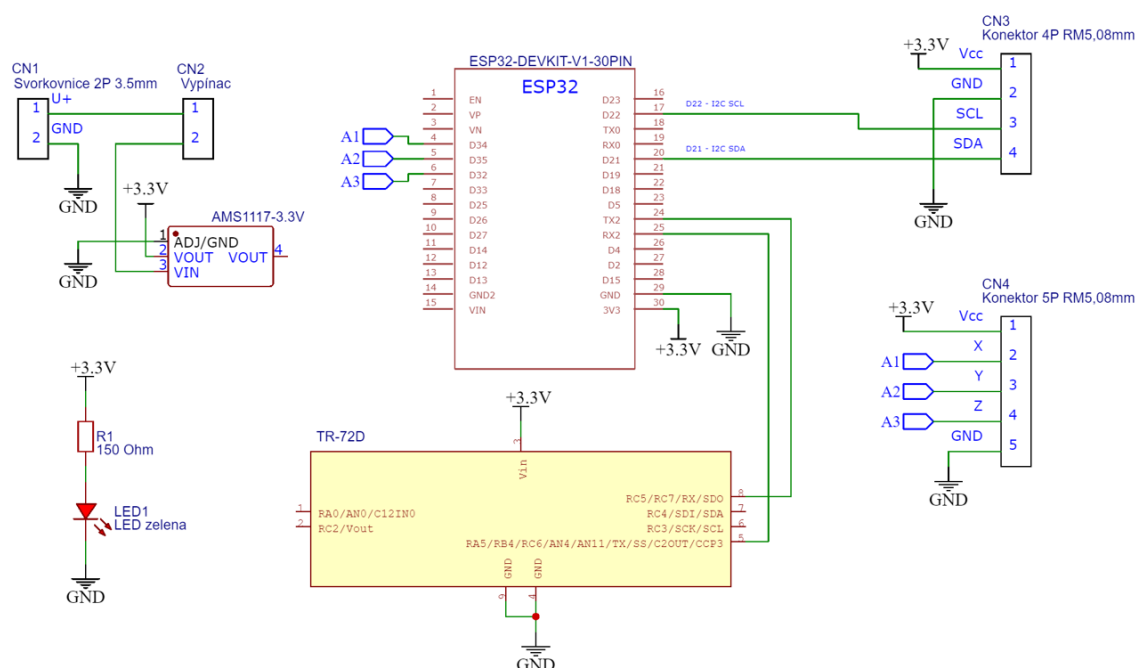 CN1
Svorkovnice 2P 3.5mm
U+
1
GND
2
GND
CN2
Vypínac
1
2
+3.3V
AMS1117-3.3V
1 ADJ/GND
2 VOUT VOUT 4
3 VIN
GND
+3.3V
R1
150 Ohm
LED1
LED zelena
GND
ESP32-DEVKIT-V1-30PIN
ESP32
1 EN D23 16
2 VP D22 17
3 VN TX0 18
4 D34 RX0 19
5 D35 D21 20
6 D32 D19 21
7 D33 D18 22
8 D25 D5 23
9 D26 TX2 24
10 D27 RX2 25
11 D14 D4 26
12 D12 D2 27
13 D13 D15 28
14 GND2 GND 29
15 VIN 3V3 30
A1
A2
A3
D22 - I2C SCL
D21 - I2C SDA
+3.3V
GND
+3.3V
TR-72D
3
Vin
1 RA0/AN0/C12IN0
2 RC2/Vout
RC5/RC7/RX/SDO 8
RC4/SDI/SDA 7
RC3/SCK/SCL 6
RA5/RB4/RC6/AN4/AN11/TX/SS/C2OUT/CCP3 5
GND GND
9 4
GND
CN3
Konektor 4P RM5,08mm
+3.3V
Vcc 1
GND 2
SCL 3
SDA 4
GND
CN4
Konektor 5P RM5,08mm
+3.3V
Vcc 1
A1 X 2
A2 Y 3
A3 Z 4
GND 5
GND